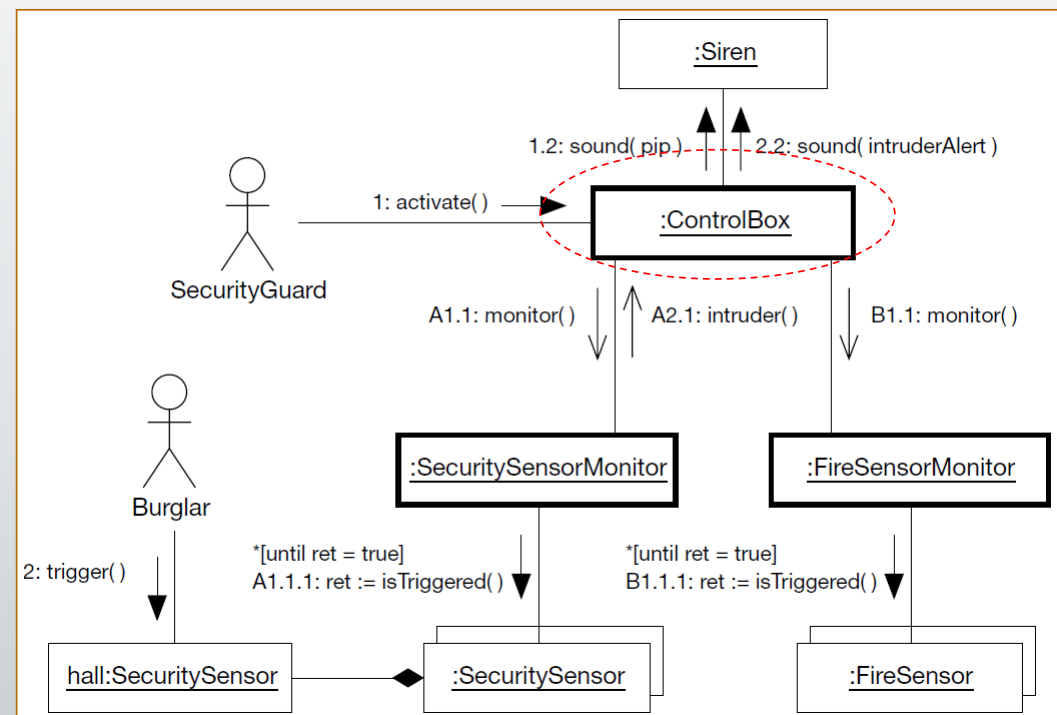 :Siren
1.2: sound( pip )
2.2: sound( intruderAlert )
1: activate( )
:ControlBox
SecurityGuard
A1.1: monitor( )
A2.1: intruder( )
B1.1: monitor( )
:SecuritySensorMonitor
:FireSensorMonitor
Burglar
2: trigger( )
*[until ret = true]
A1.1.1: ret := isTriggered( )
*[until ret = true]
B1.1.1: ret := isTriggered( )
hall:SecuritySensor
:SecuritySensor
:FireSensor